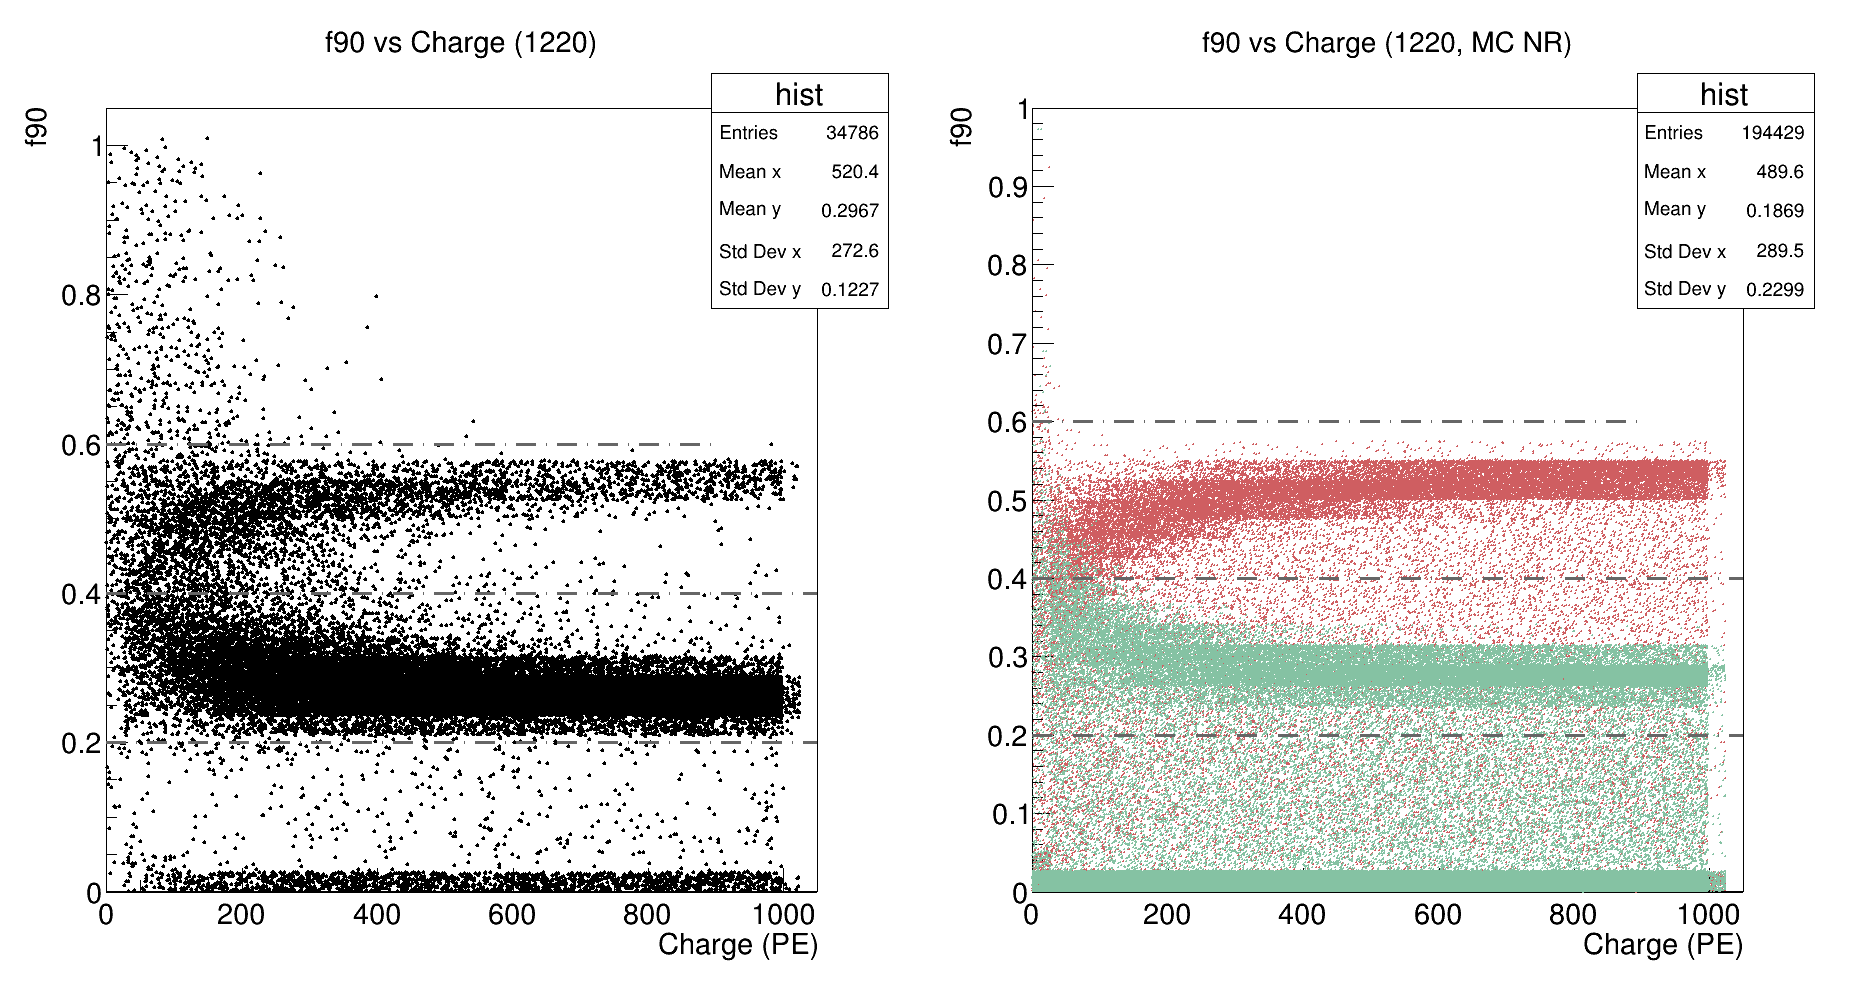 f90 vs Charge (1220)
hist
Entries 34786
Mean x 520.4
Mean y 0.2967
Std Dev x 272.6
Std Dev y 0.1227
f90
1
0.8
0.6
0.4
0.2
0
0 200 400 600 800 1000
Charge (PE)
f90 vs Charge (1220, MC NR)
hist
Entries 194429
Mean x 489.6
Mean y 0.1869
Std Dev x 289.5
Std Dev y 0.2299
f90
1
0.9
0.8
0.7
0.6
0.5
0.4
0.3
0.2
0.1
0
0 200 400 600 800 1000
Charge (PE)